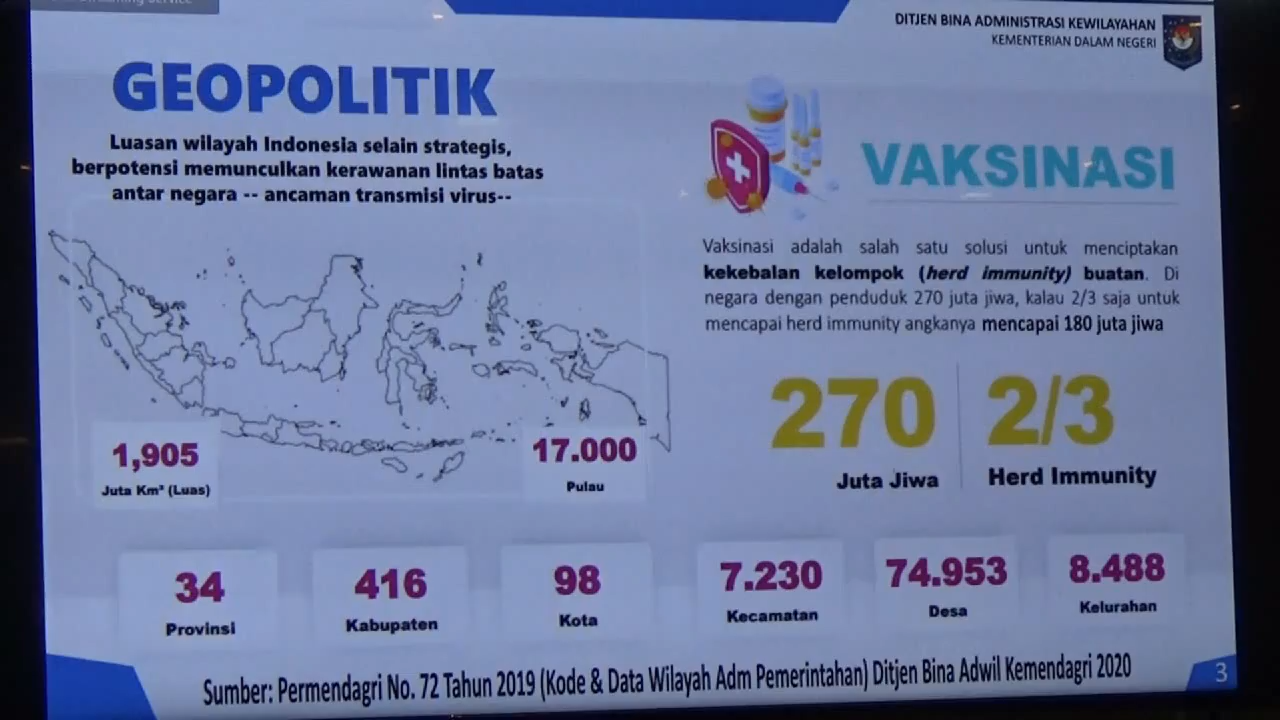 DITJEN BINA ADMINISTRASI KEWILAYAHAN
KEMENTERIAN DALAM NEGERI
GEOPOLITIK
Luasan wilayah Indonesia selain strategis,
berpotensi memunculkan kerawanan lintas batas
antar negara -- ancaman transmisi virus--
1,905
Juta Km² (Luas)
17.000
Pulau
VAKSINASI
Vaksinasi adalah salah satu solusi untuk menciptakan
kekebalan kelompok (herd immunity) buatan. Di
negara dengan penduduk 270 juta jiwa, kalau 2/3 saja untuk
mencapai herd immunity angkanya mencapai 180 juta jiwa
270
Juta Jiwa
2/3
Herd Immunity
34
Provinsi
416
Kabupaten
98
Kota
7.230
Kecamatan
74.953
Desa
8.488
Kelurahan
Sumber: Permendagri No. 72 Tahun 2019 (Kode & Data Wilayah Adm Pemerintahan) Ditjen Bina Adwil Kemendagri 2020
3